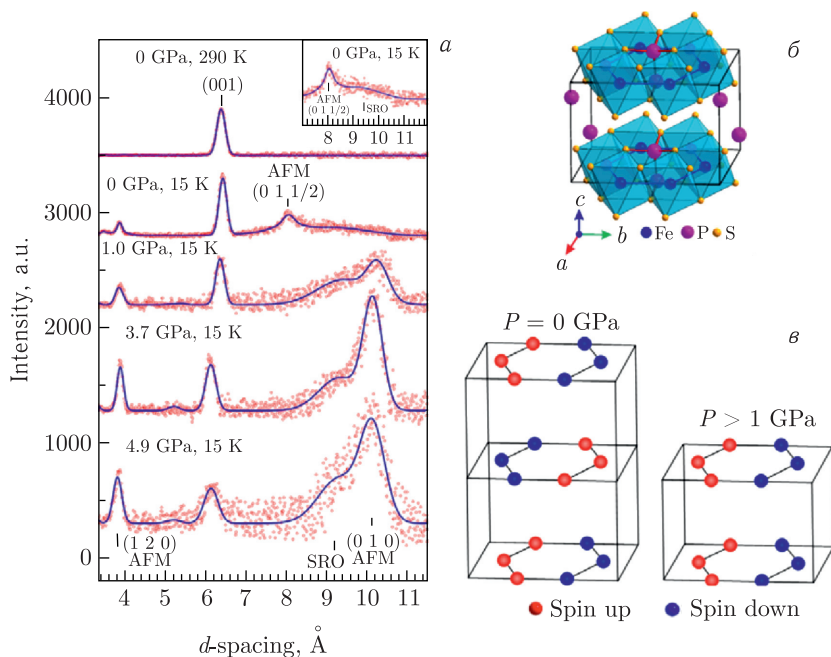 а
0 GPa, 290 K
(001)
0 GPa, 15 K
AFM
(0 1 1/2)
SRO
8 9 10 11
4000
0 GPa, 15 K
AFM
(0 1 1/2)
3000
1.0 GPa, 15 K
2000
3.7 GPa, 15 K
1000
4.9 GPa, 15 K
0
(1 2 0)
AFM
SRO
(0 1 0)
AFM
4 5 6 7 8 9 10 11
Intensity, a.u.
d-spacing, Å
б
c
b
a
Fe P S
в
P = 0 GPa
P > 1 GPa
Spin up Spin down